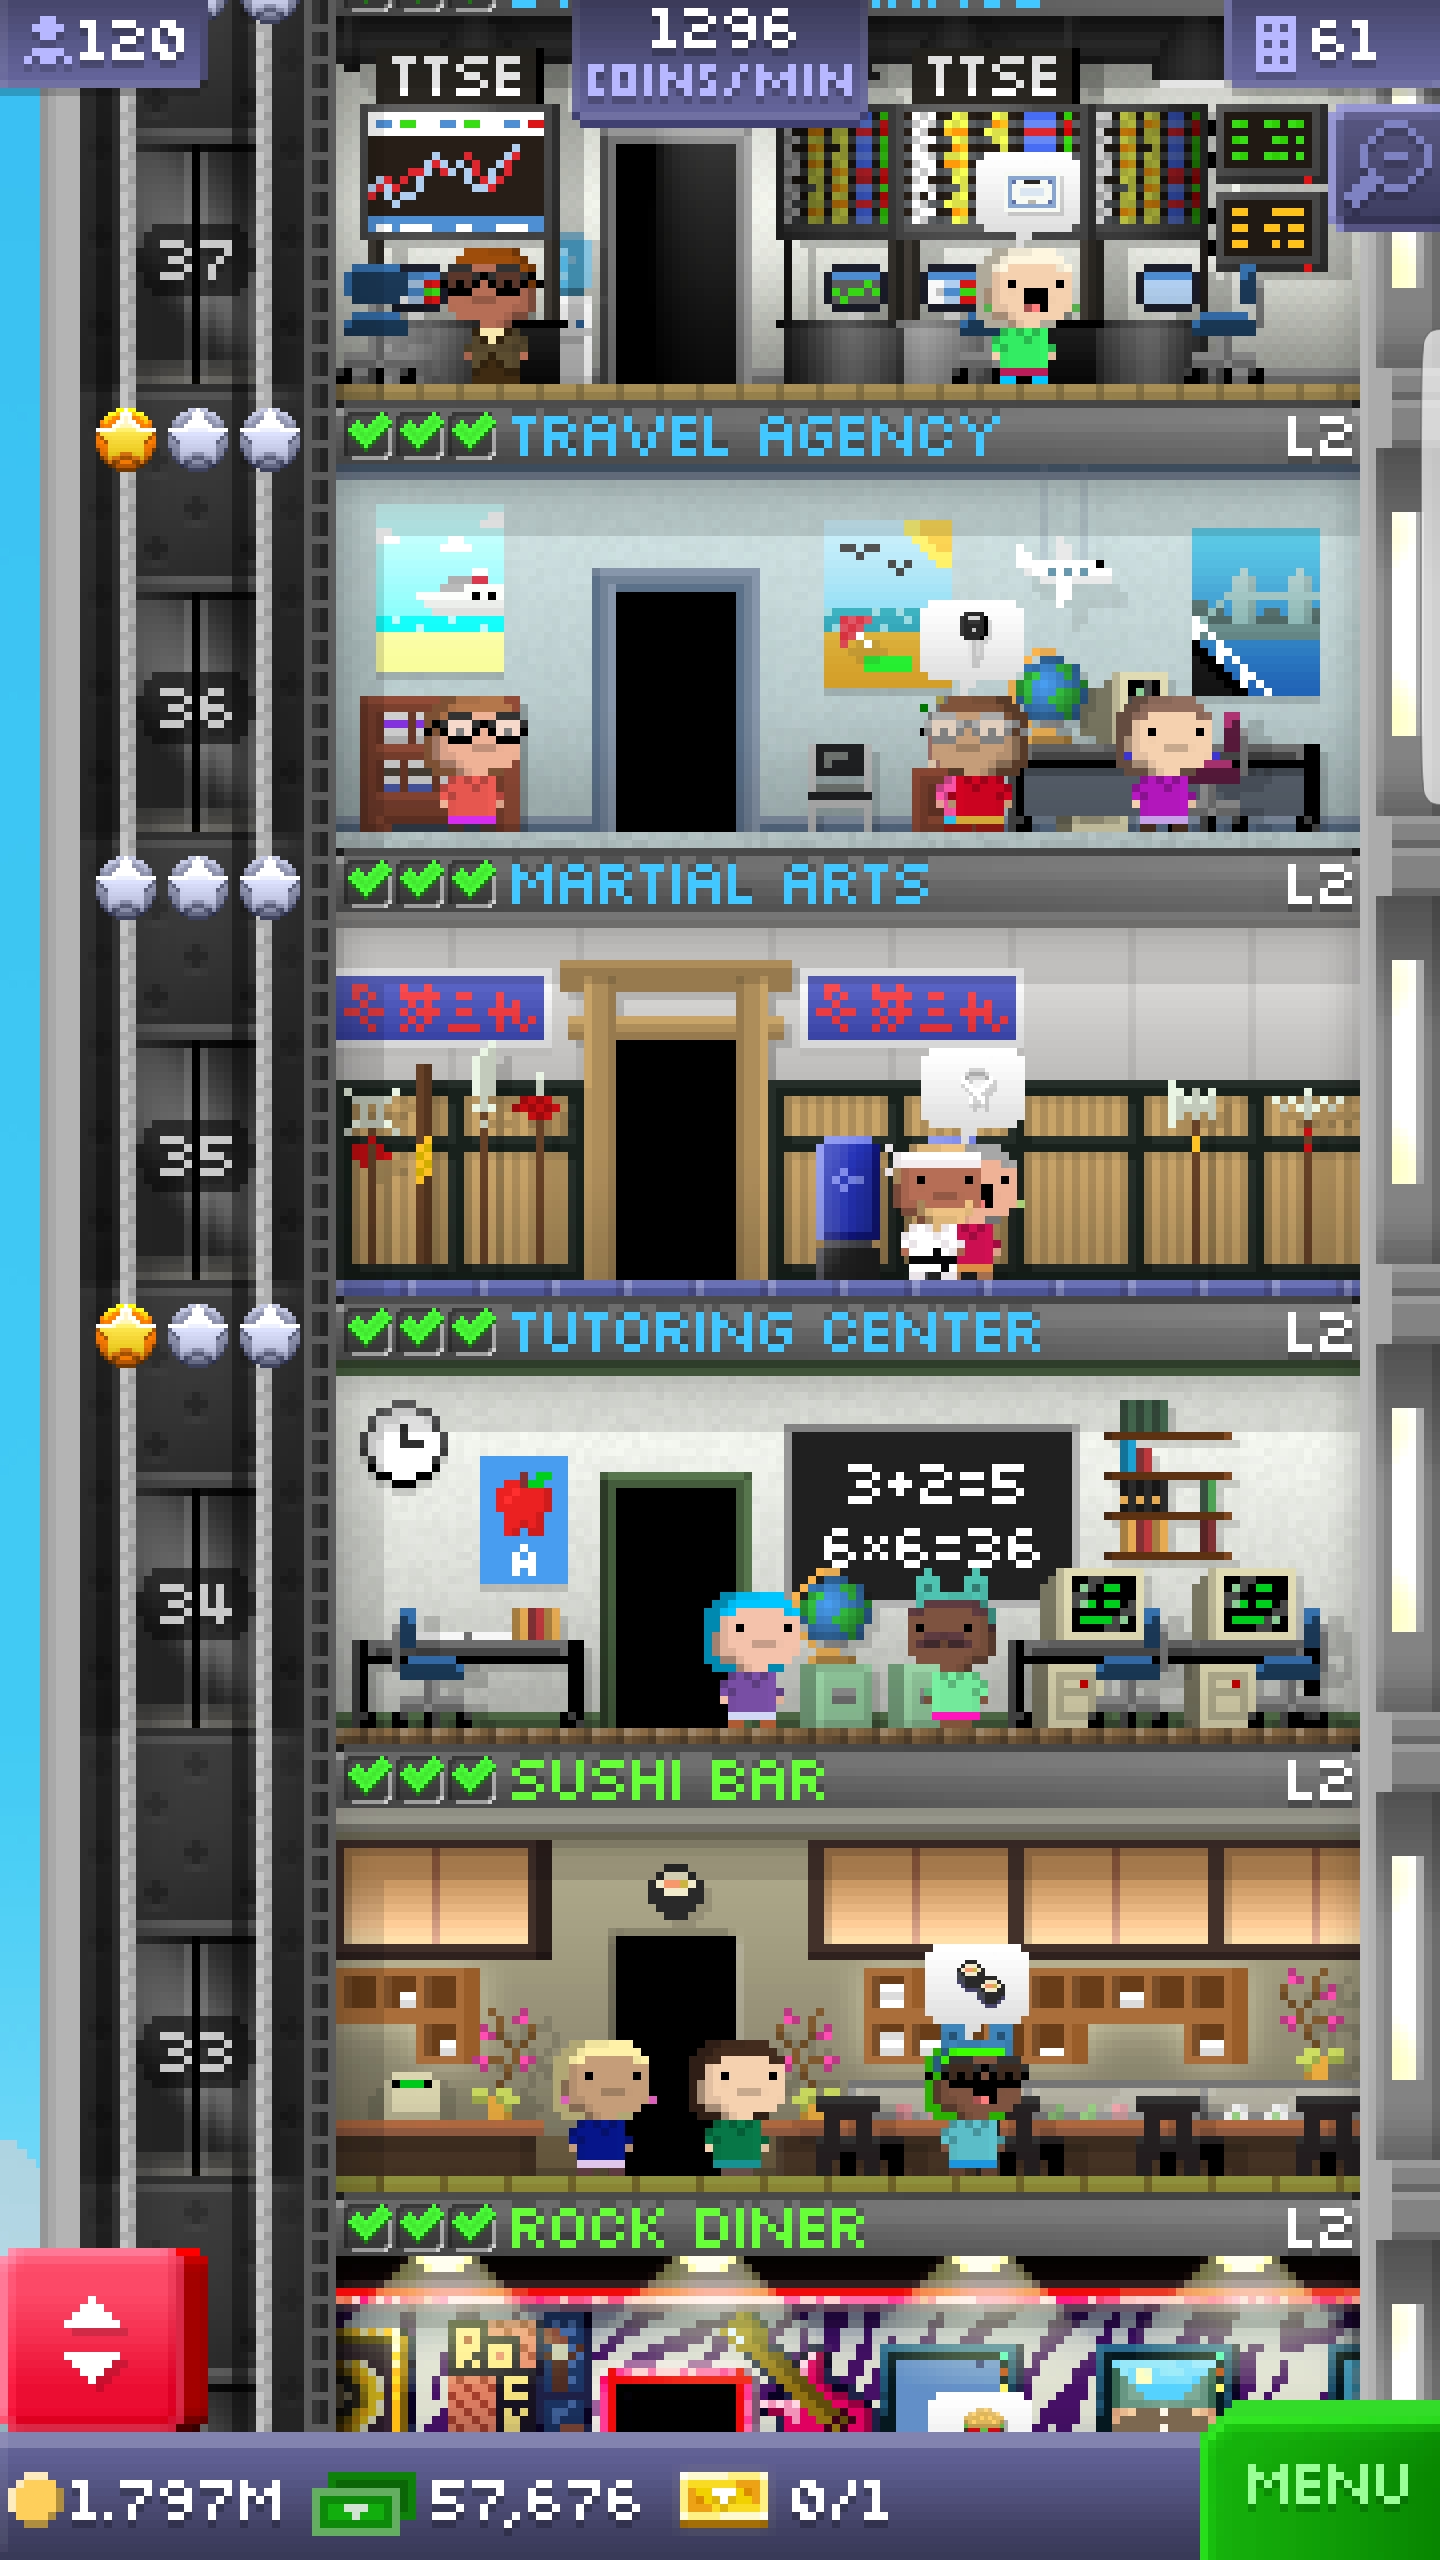 120
1296
COINS/MIN
61
TTSE
TTSE
37
TRAVEL AGENCY L2
36
MARTIAL ARTS L2
35
TUTORING CENTER L2
3+2=5
6×6=36
A
34
SUSHI BAR L2
33
ROCK DINER L2
1.797M 57,676 0/1
MENU